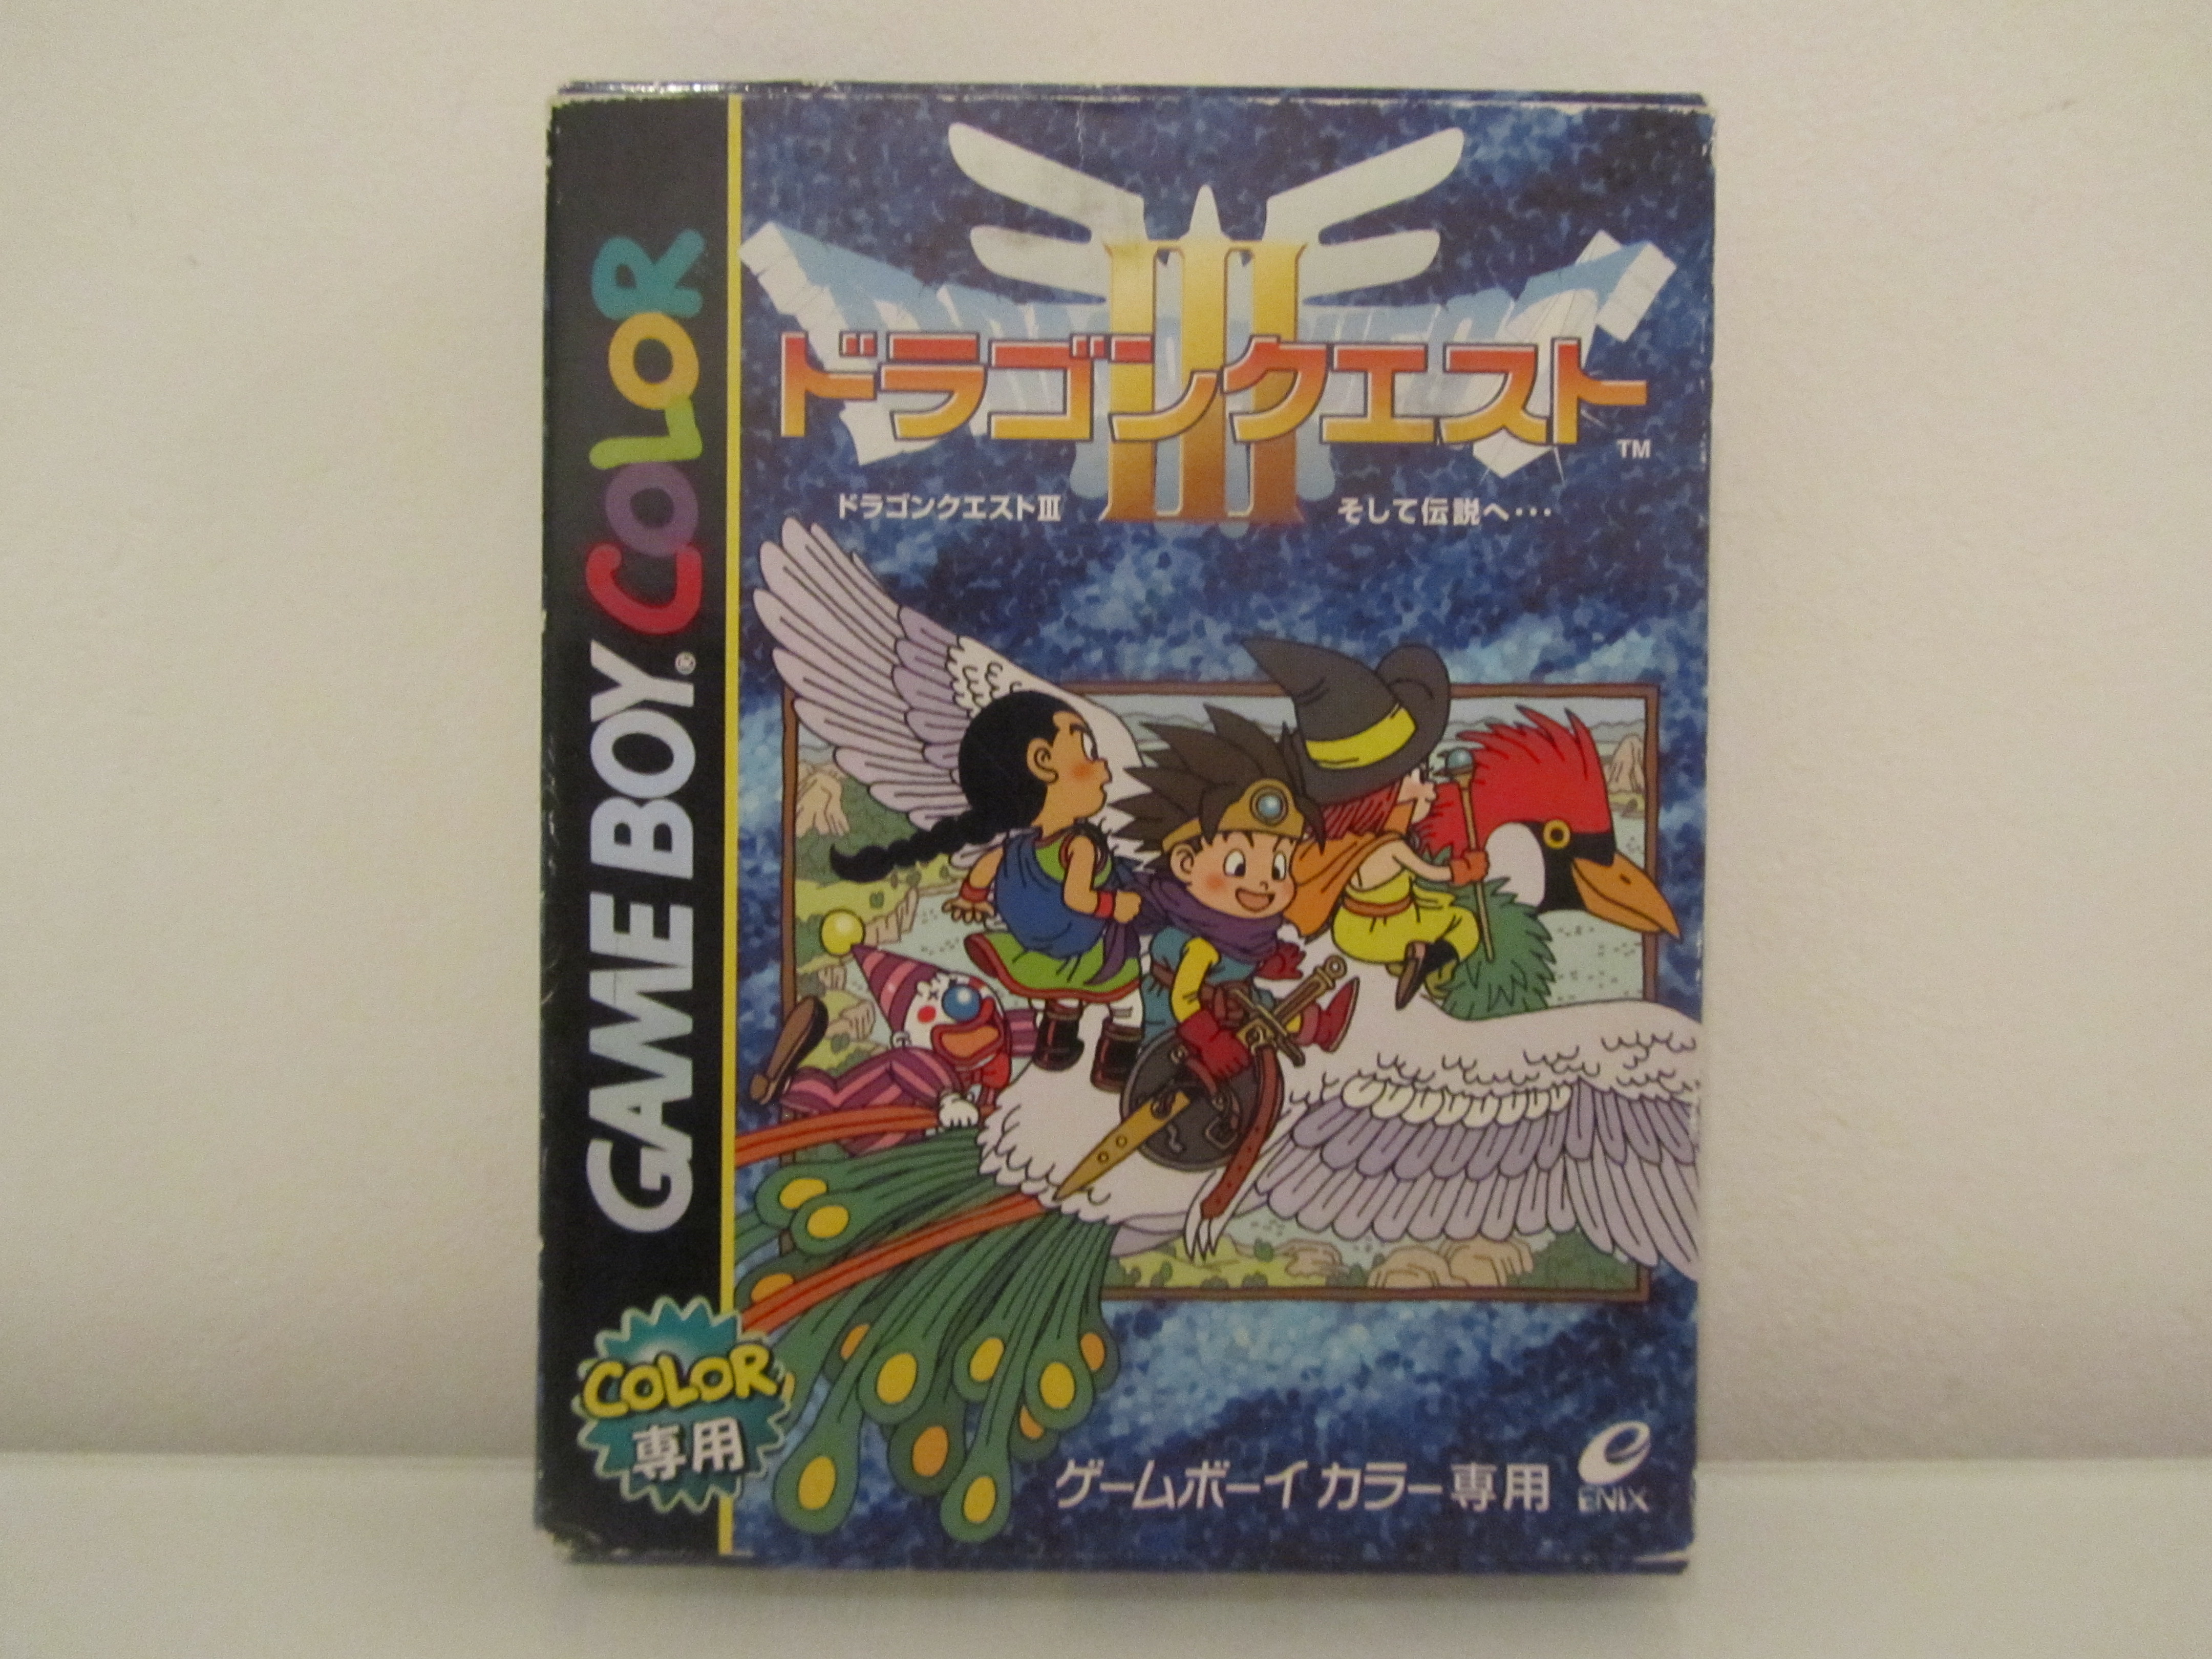 GAME BOY® COLOR
III
ドラゴンクエスト™
ドラゴンクエストIII
そして伝説へ…
COLOR
専用
ゲームボーイカラー専用
ENIX